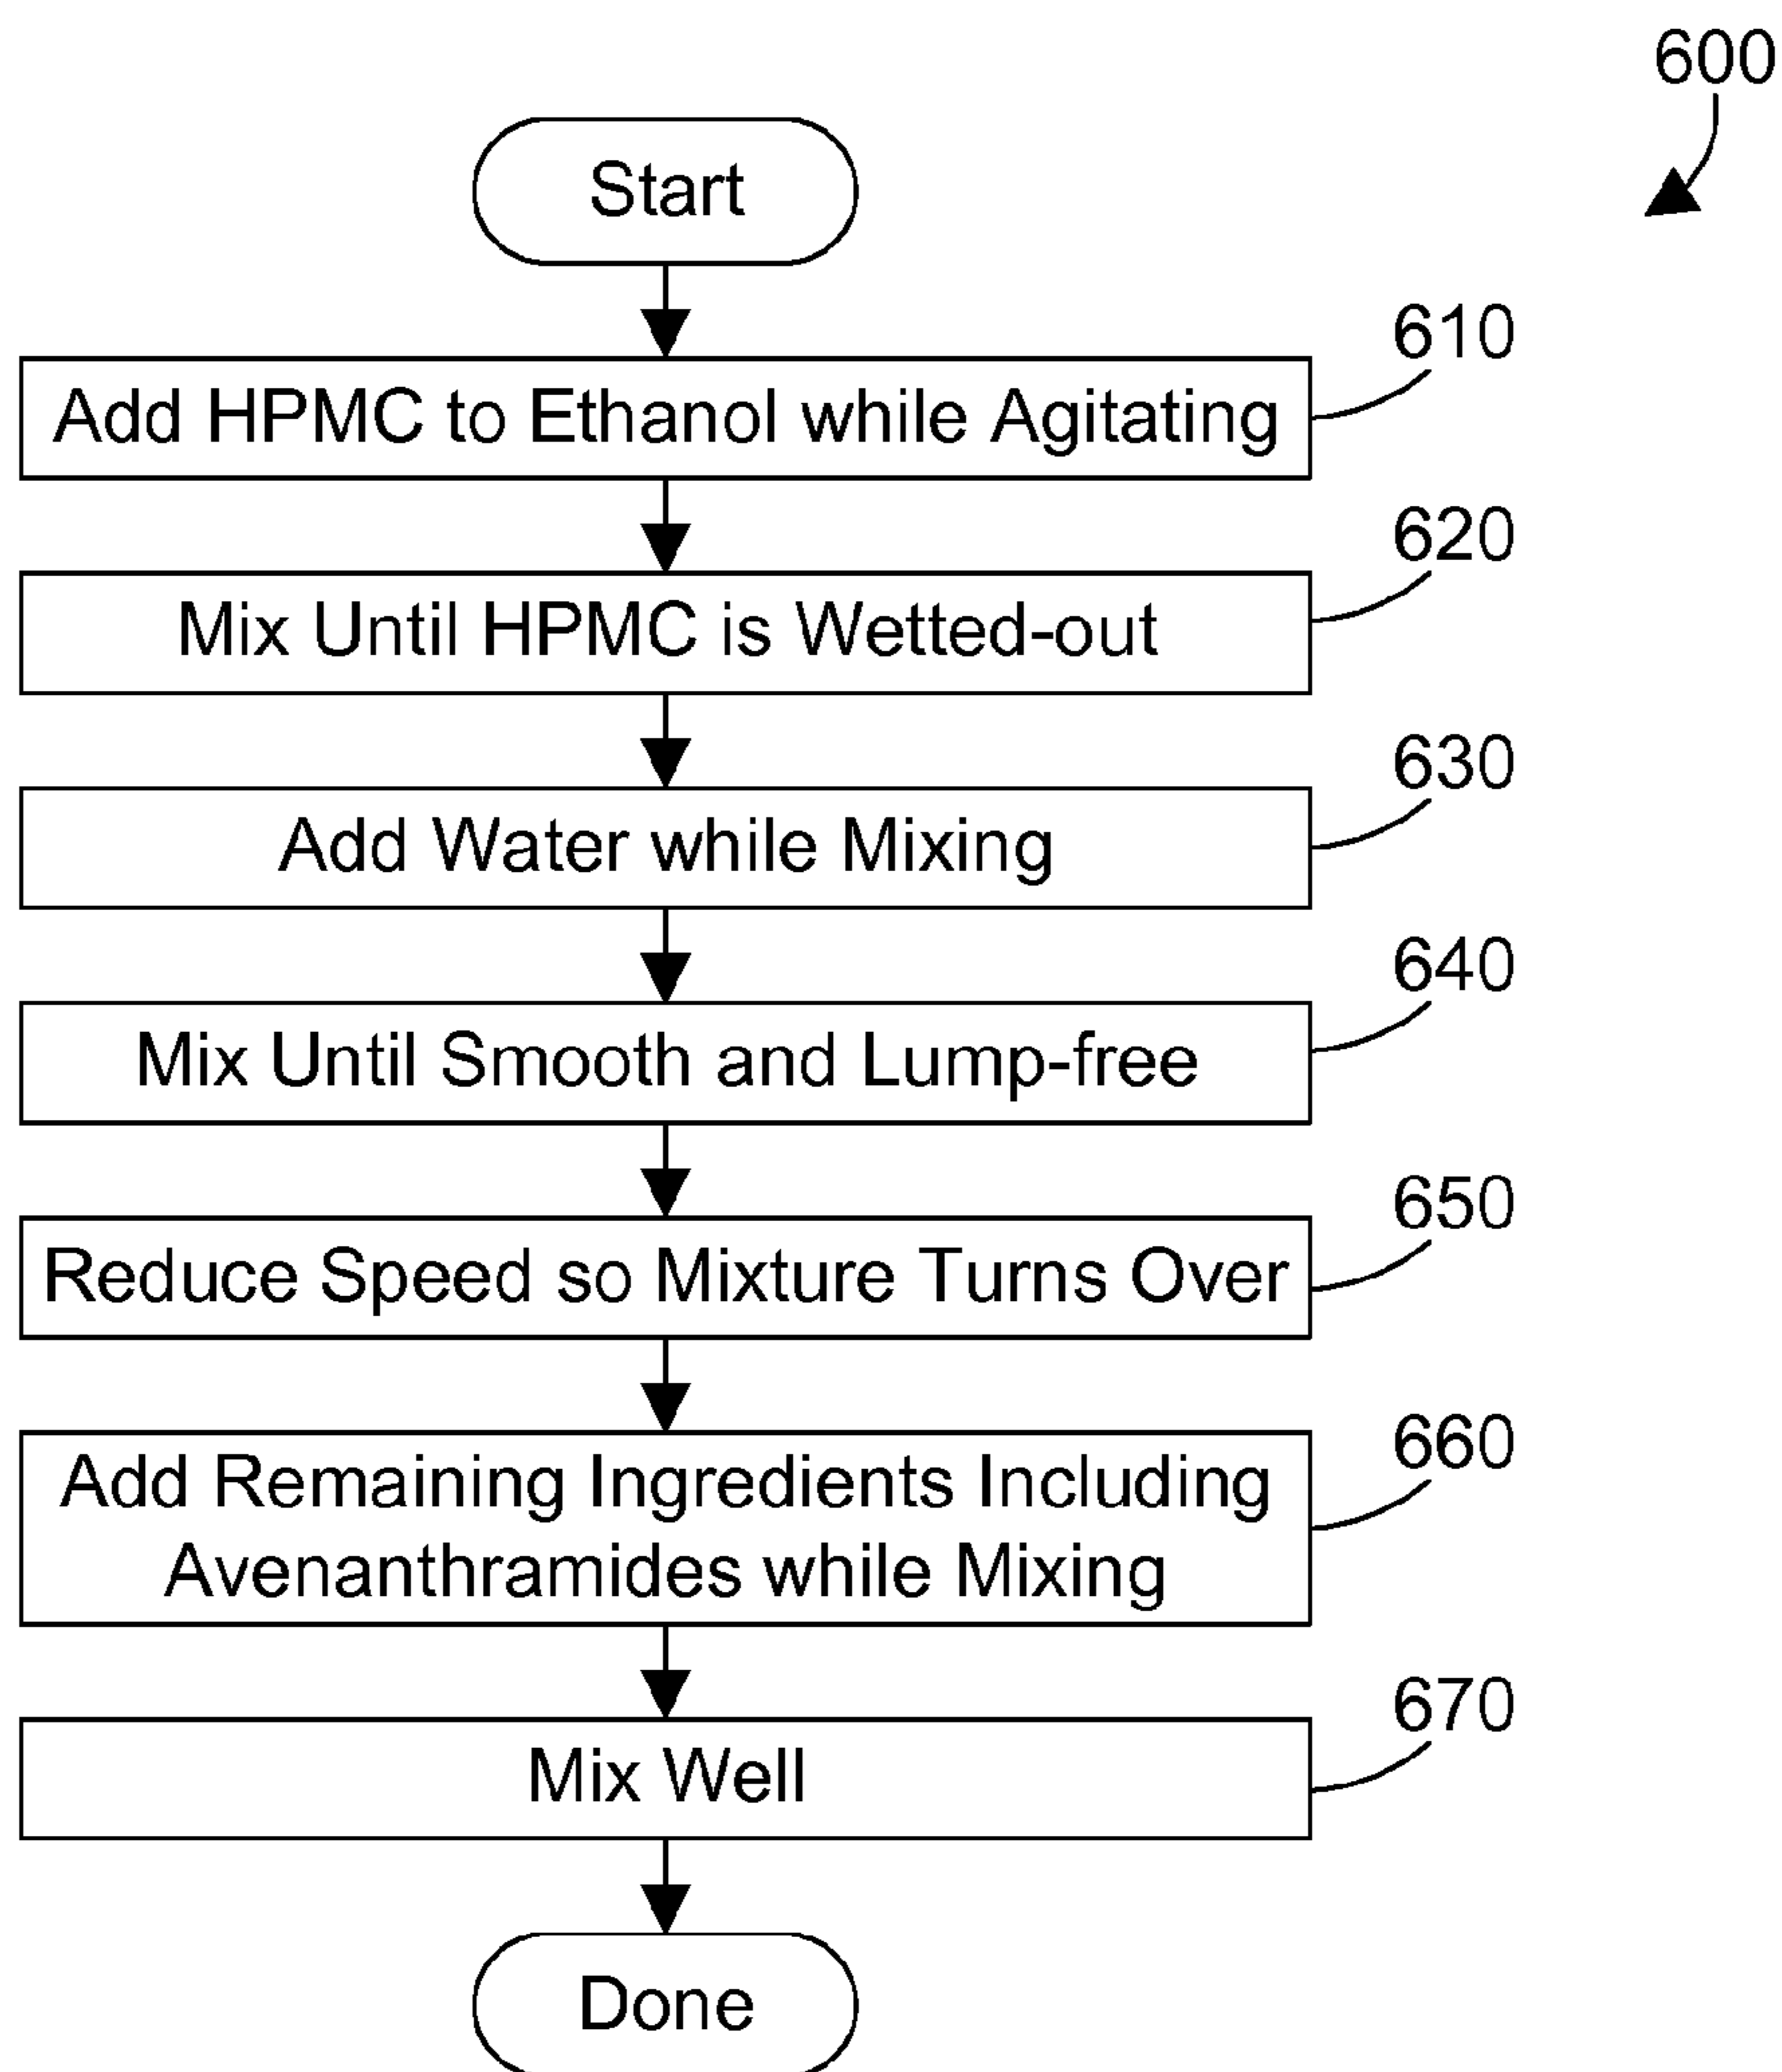 600
Start
610
Add HPMC to Ethanol while Agitating
620
Mix Until HPMC is Wetted-out
630
Add Water while Mixing
640
Mix Until Smooth and Lump-free
650
Reduce Speed so Mixture Turns Over
660
Add Remaining Ingredients Including
Avenanthramides while Mixing
670
Mix Well
Done